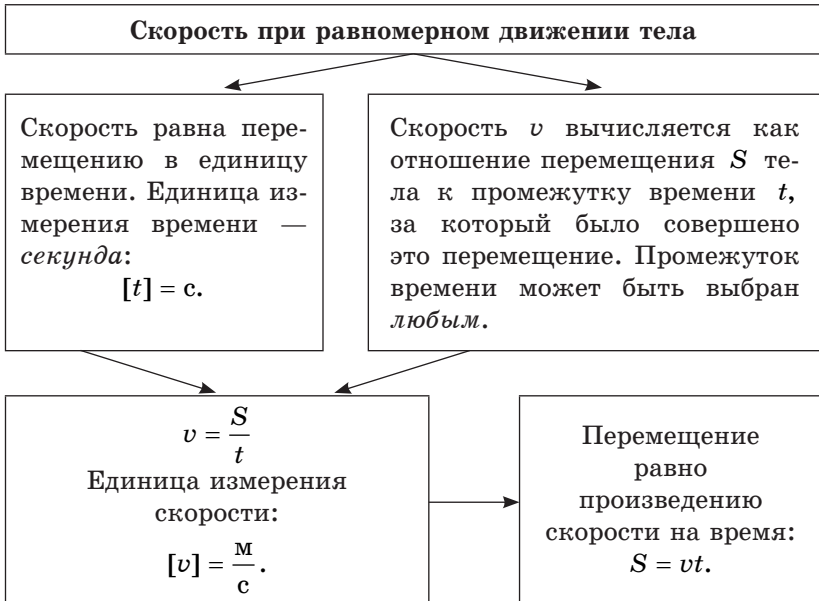 Скорость при равномерном движении тела
Скорость равна пере-
мещению в единицу
времени. Единица из-
мерения времени —
секунда:
[t] = с.
Скорость v вычисляется как
отношение перемещения S те-
ла к промежутку времени t,
за который было совершено
это перемещение. Промежуток
времени может быть выбран
любым.
v = S/t
Единица измерения
скорости:
[v] = м/с.
Перемещение
равно
произведению
скорости на время:
S = vt.